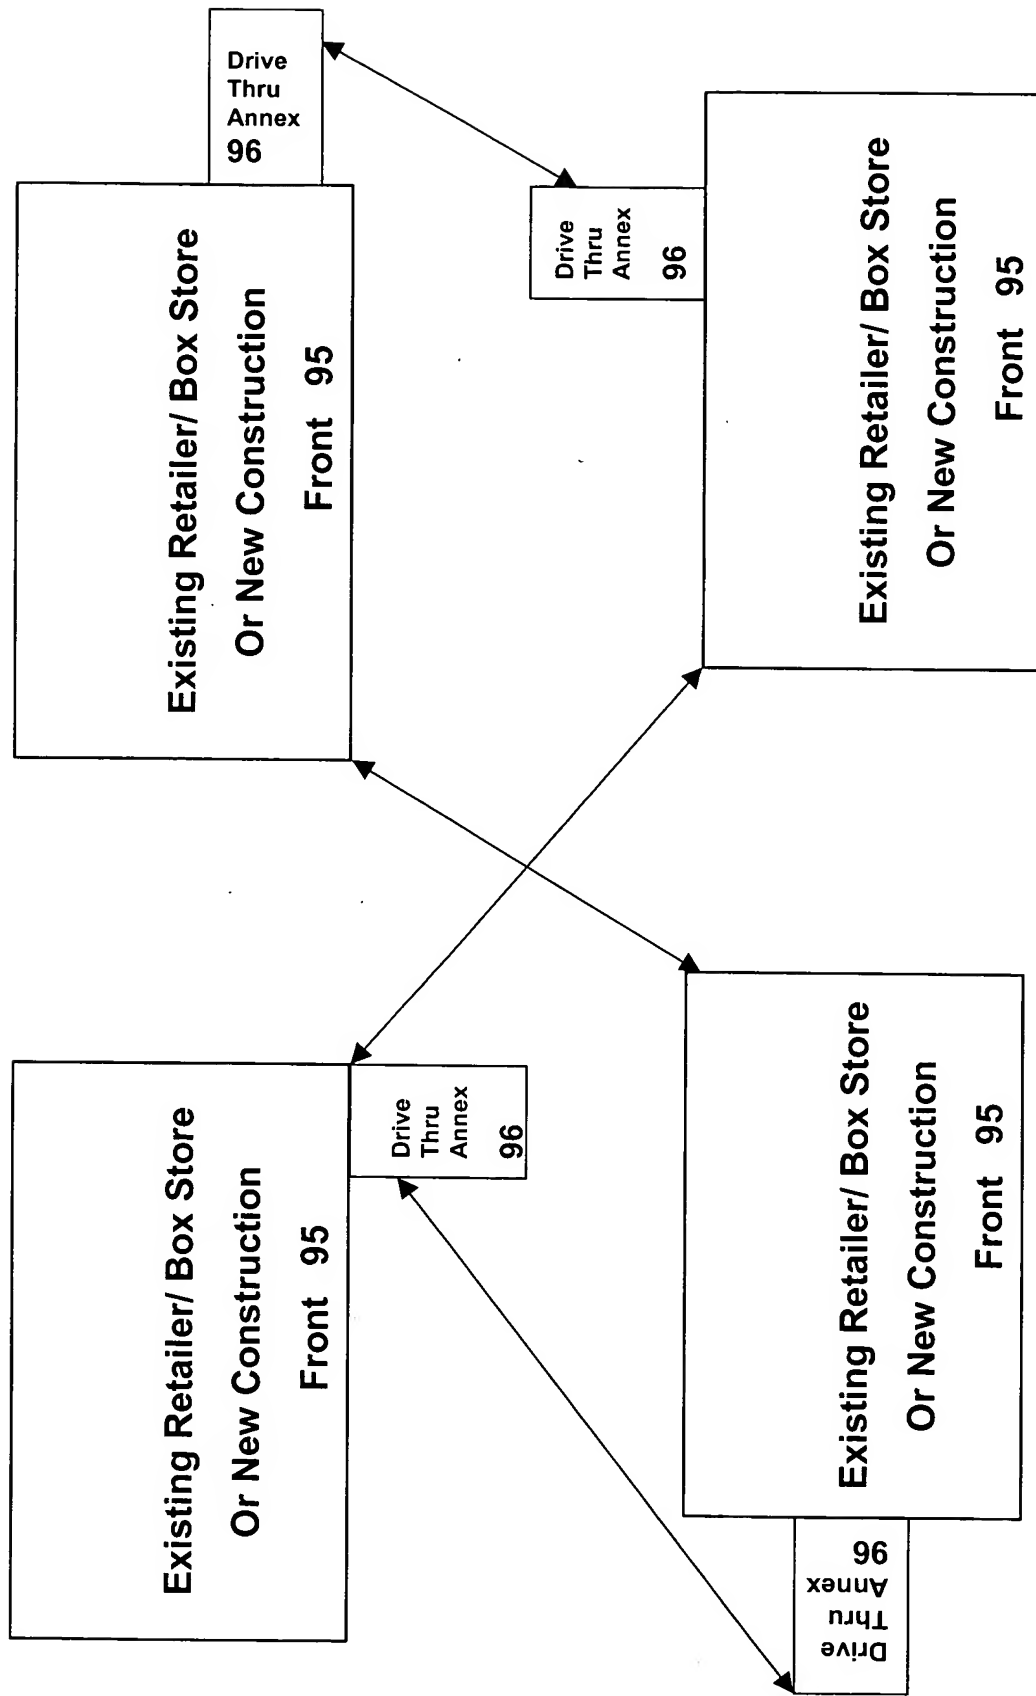 Existing Retailer/ Box Store
Or New Construction
Front 95
Drive
Thru
Annex
96
Existing Retailer/ Box Store
Or New Construction
Front 95
Drive
Thru
Annex
96
Existing Retailer/ Box Store
Or New Construction
Front 95
Drive
Thru
Annex
96
Existing Retailer/ Box Store
Or New Construction
Front 95
Drive
Thru
Annex
96